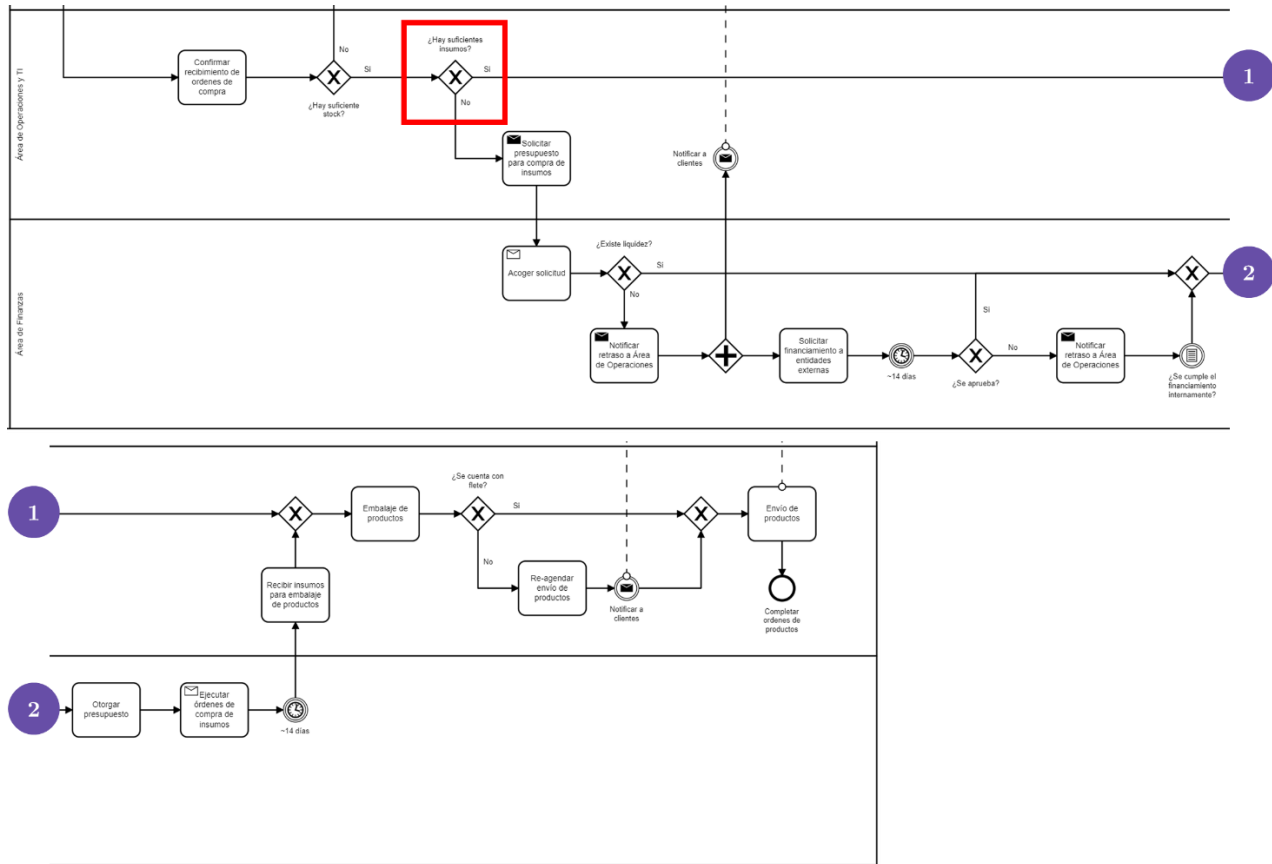 Área de Operaciones y TI
Confirmar
recibimiento de
ordenes de
compra
No
Si
¿Hay suficiente
stock?
¿Hay suficientes
insumos?
Si
No
1
Solicitar
presupuesto
para compra de
insumos
Notificar a
clientes
Área de Finanzas
Acoger solicitud
¿Existe liquidez?
Si
No
2
Notificar
retraso a Área
de Operaciones
Solicitar
financiamiento a
entidades
externas
~14 días
Si
No
¿Se aprueba?
Notificar
retraso a Área
de Operaciones
¿Se cumple el
financiamiento
internamente?
1
Embalaje de
productos
¿Se cuenta con
flete?
Si
No
Envío de
productos
Recibir insumos
para embalaje
de productos
Re-agendar
envío de
productos
Notificar a
clientes
Completar
ordenes de
productos
2
Otorgar
presupuesto
Ejecutar
órdenes de
compra de
insumos
~14 días